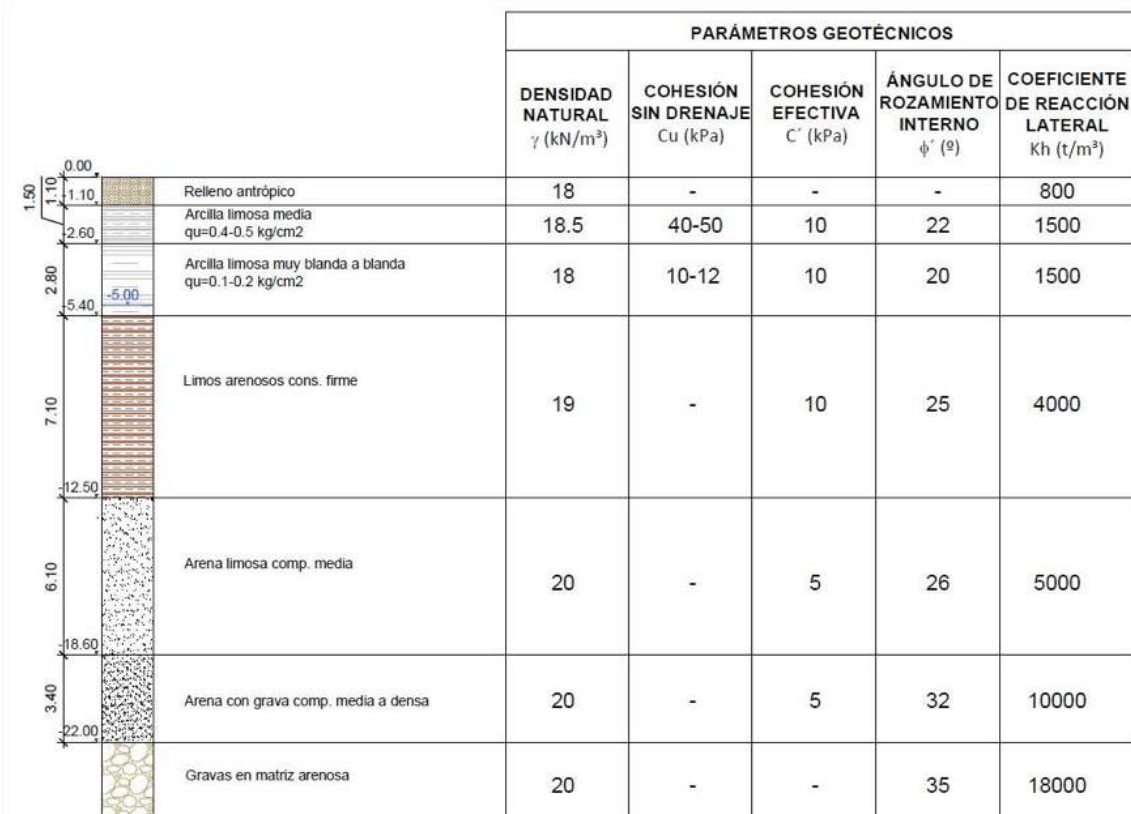 PARÁMETROS GEOTÉCNICOS
DENSIDAD
NATURAL
γ (kN/m³)
COHESIÓN
SIN DRENAJE
Cu (kPa)
COHESIÓN
EFECTIVA
C´ (kPa)
ÁNGULO DE
ROZAMIENTO
INTERNO
ϕ´ (º)
COEFICIENTE
DE REACCIÓN
LATERAL
Kh (t/m³)
0.00
1.10
-1.10
Relleno antrópico
18 - - - 800
1.50
-2.60
Arcilla limosa media
qu=0.4-0.5 kg/cm2
18.5 40-50 10 22 1500
2.80
-5.00
-5.40
Arcilla limosa muy blanda a blanda
qu=0.1-0.2 kg/cm2
18 10-12 10 20 1500
7.10
-12.50
Limos arenosos cons. firme
19 - 10 25 4000
6.10
-18.60
Arena limosa comp. media
20 - 5 26 5000
3.40
-22.00
Arena con grava comp. media a densa
20 - 5 32 10000
Gravas en matriz arenosa
20 - - 35 18000